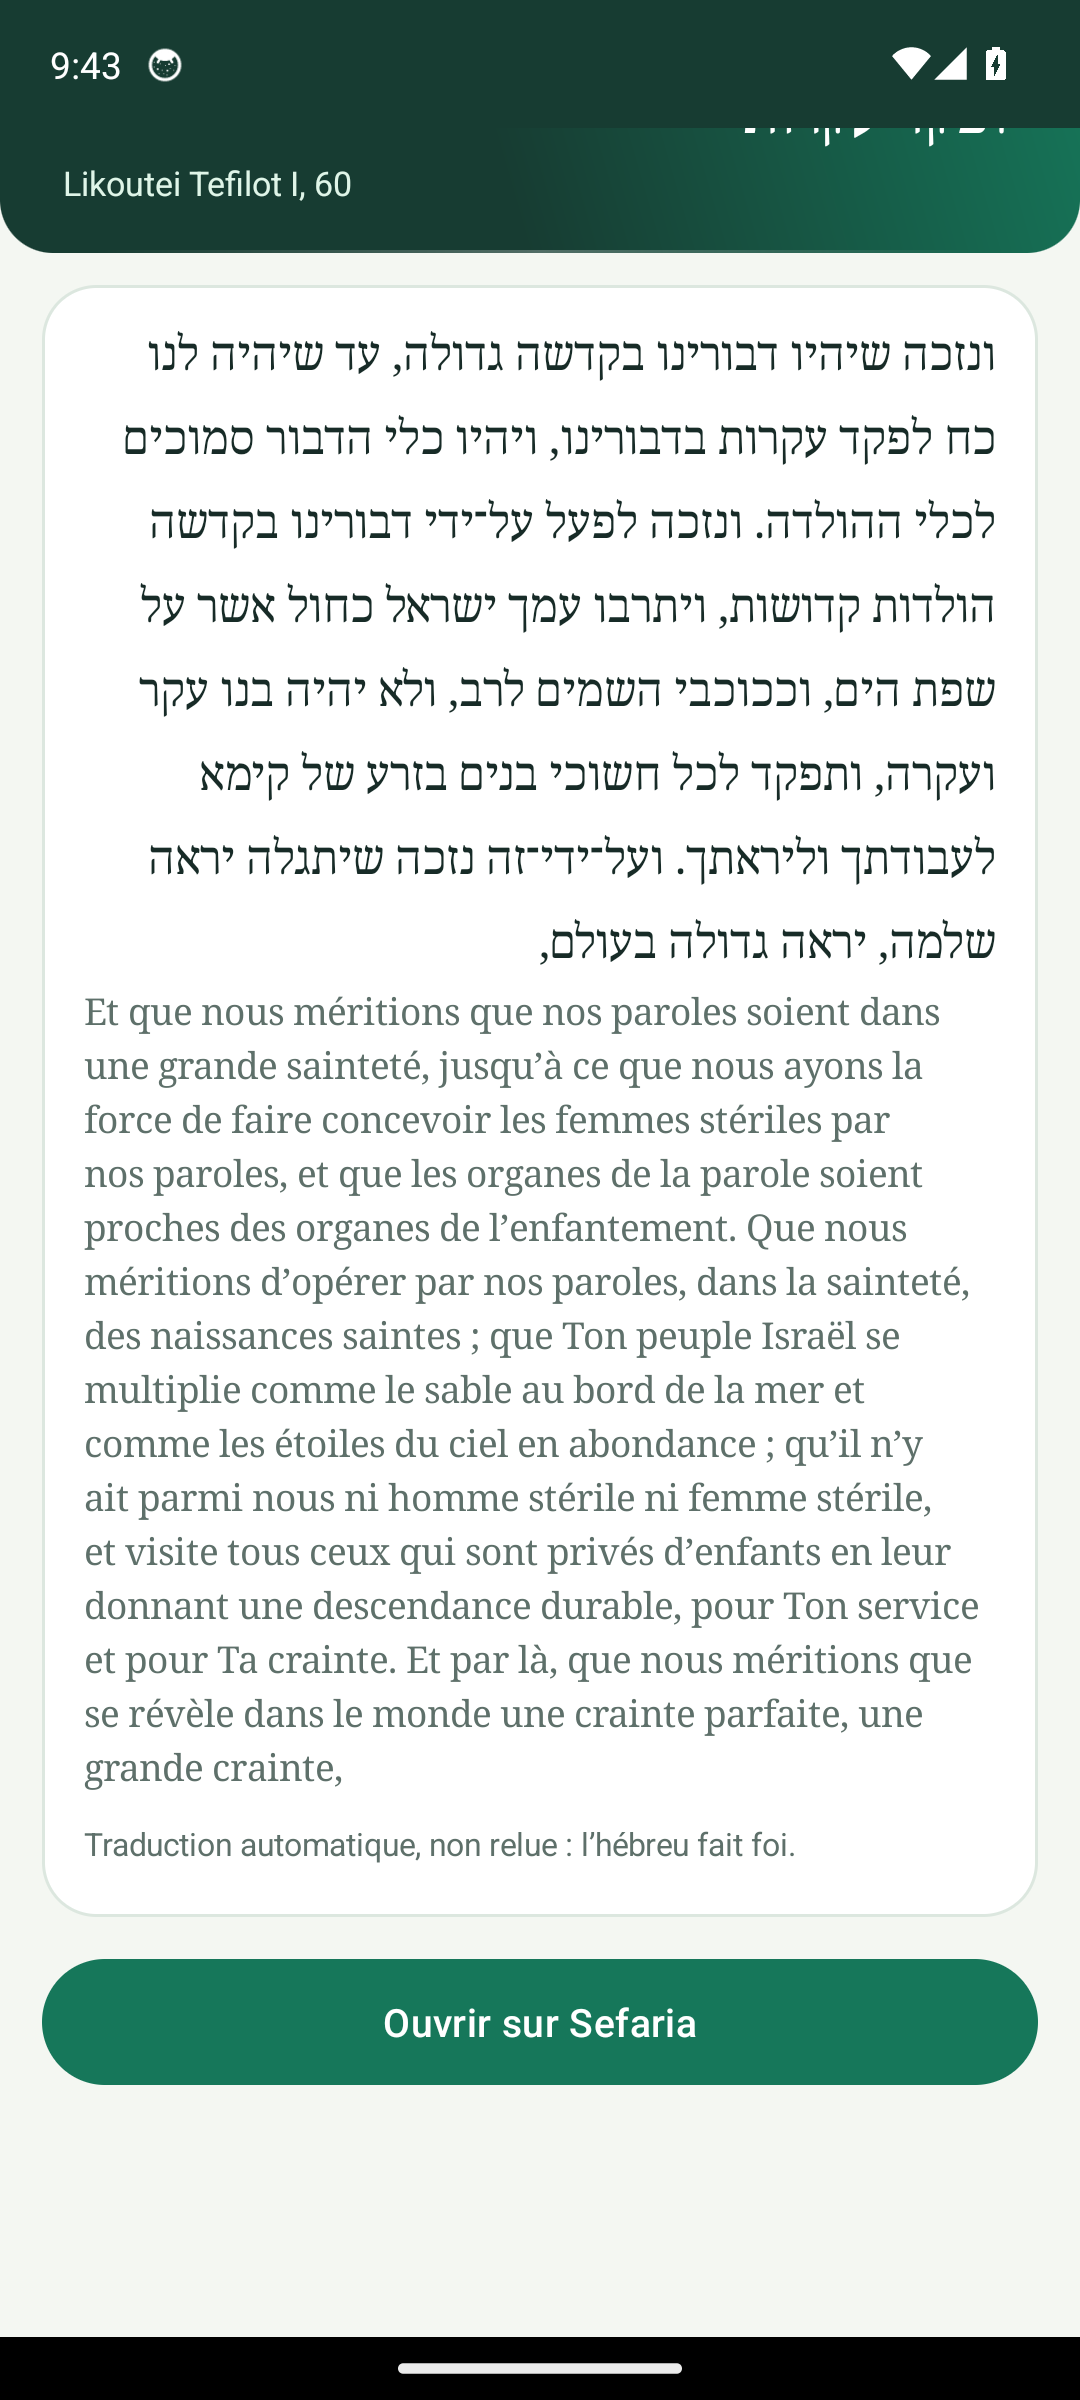 9:43
Likoutei Tefilot I, 60
ונזכה שיהיו דבורינו בקדשה גדולה, עד שיהיה לנו
כח לפקד עקרות בדבורינו, ויהיו כלי הדבור סמוכים
לכלי ההולדה. ונזכה לפעל על־ידי דבורינו בקדשה
הולדות קדושות, ויתרבו עמך ישראל כחול אשר על
שפת הים, וככוכבי השמים לרב, ולא יהיה בנו עקר
ועקרה, ותפקד לכל חשוכי בנים בזרע של קימא
לעבודתך וליראתך. ועל־ידי־זה נזכה שיתגלה יראה
שלמה, יראה גדולה בעולם,
Et que nous méritions que nos paroles soient dans
une grande sainteté, jusqu’à ce que nous ayons la
force de faire concevoir les femmes stériles par
nos paroles, et que les organes de la parole soient
proches des organes de l’enfantement. Que nous
méritions d’opérer par nos paroles, dans la sainteté,
des naissances saintes ; que Ton peuple Israël se
multiplie comme le sable au bord de la mer et
comme les étoiles du ciel en abondance ; qu’il n’y
ait parmi nous ni homme stérile ni femme stérile,
et visite tous ceux qui sont privés d’enfants en leur
donnant une descendance durable, pour Ton service
et pour Ta crainte. Et par là, que nous méritions que
se révèle dans le monde une crainte parfaite, une
grande crainte,
Traduction automatique, non relue : l’hébreu fait foi.
Ouvrir sur Sefaria